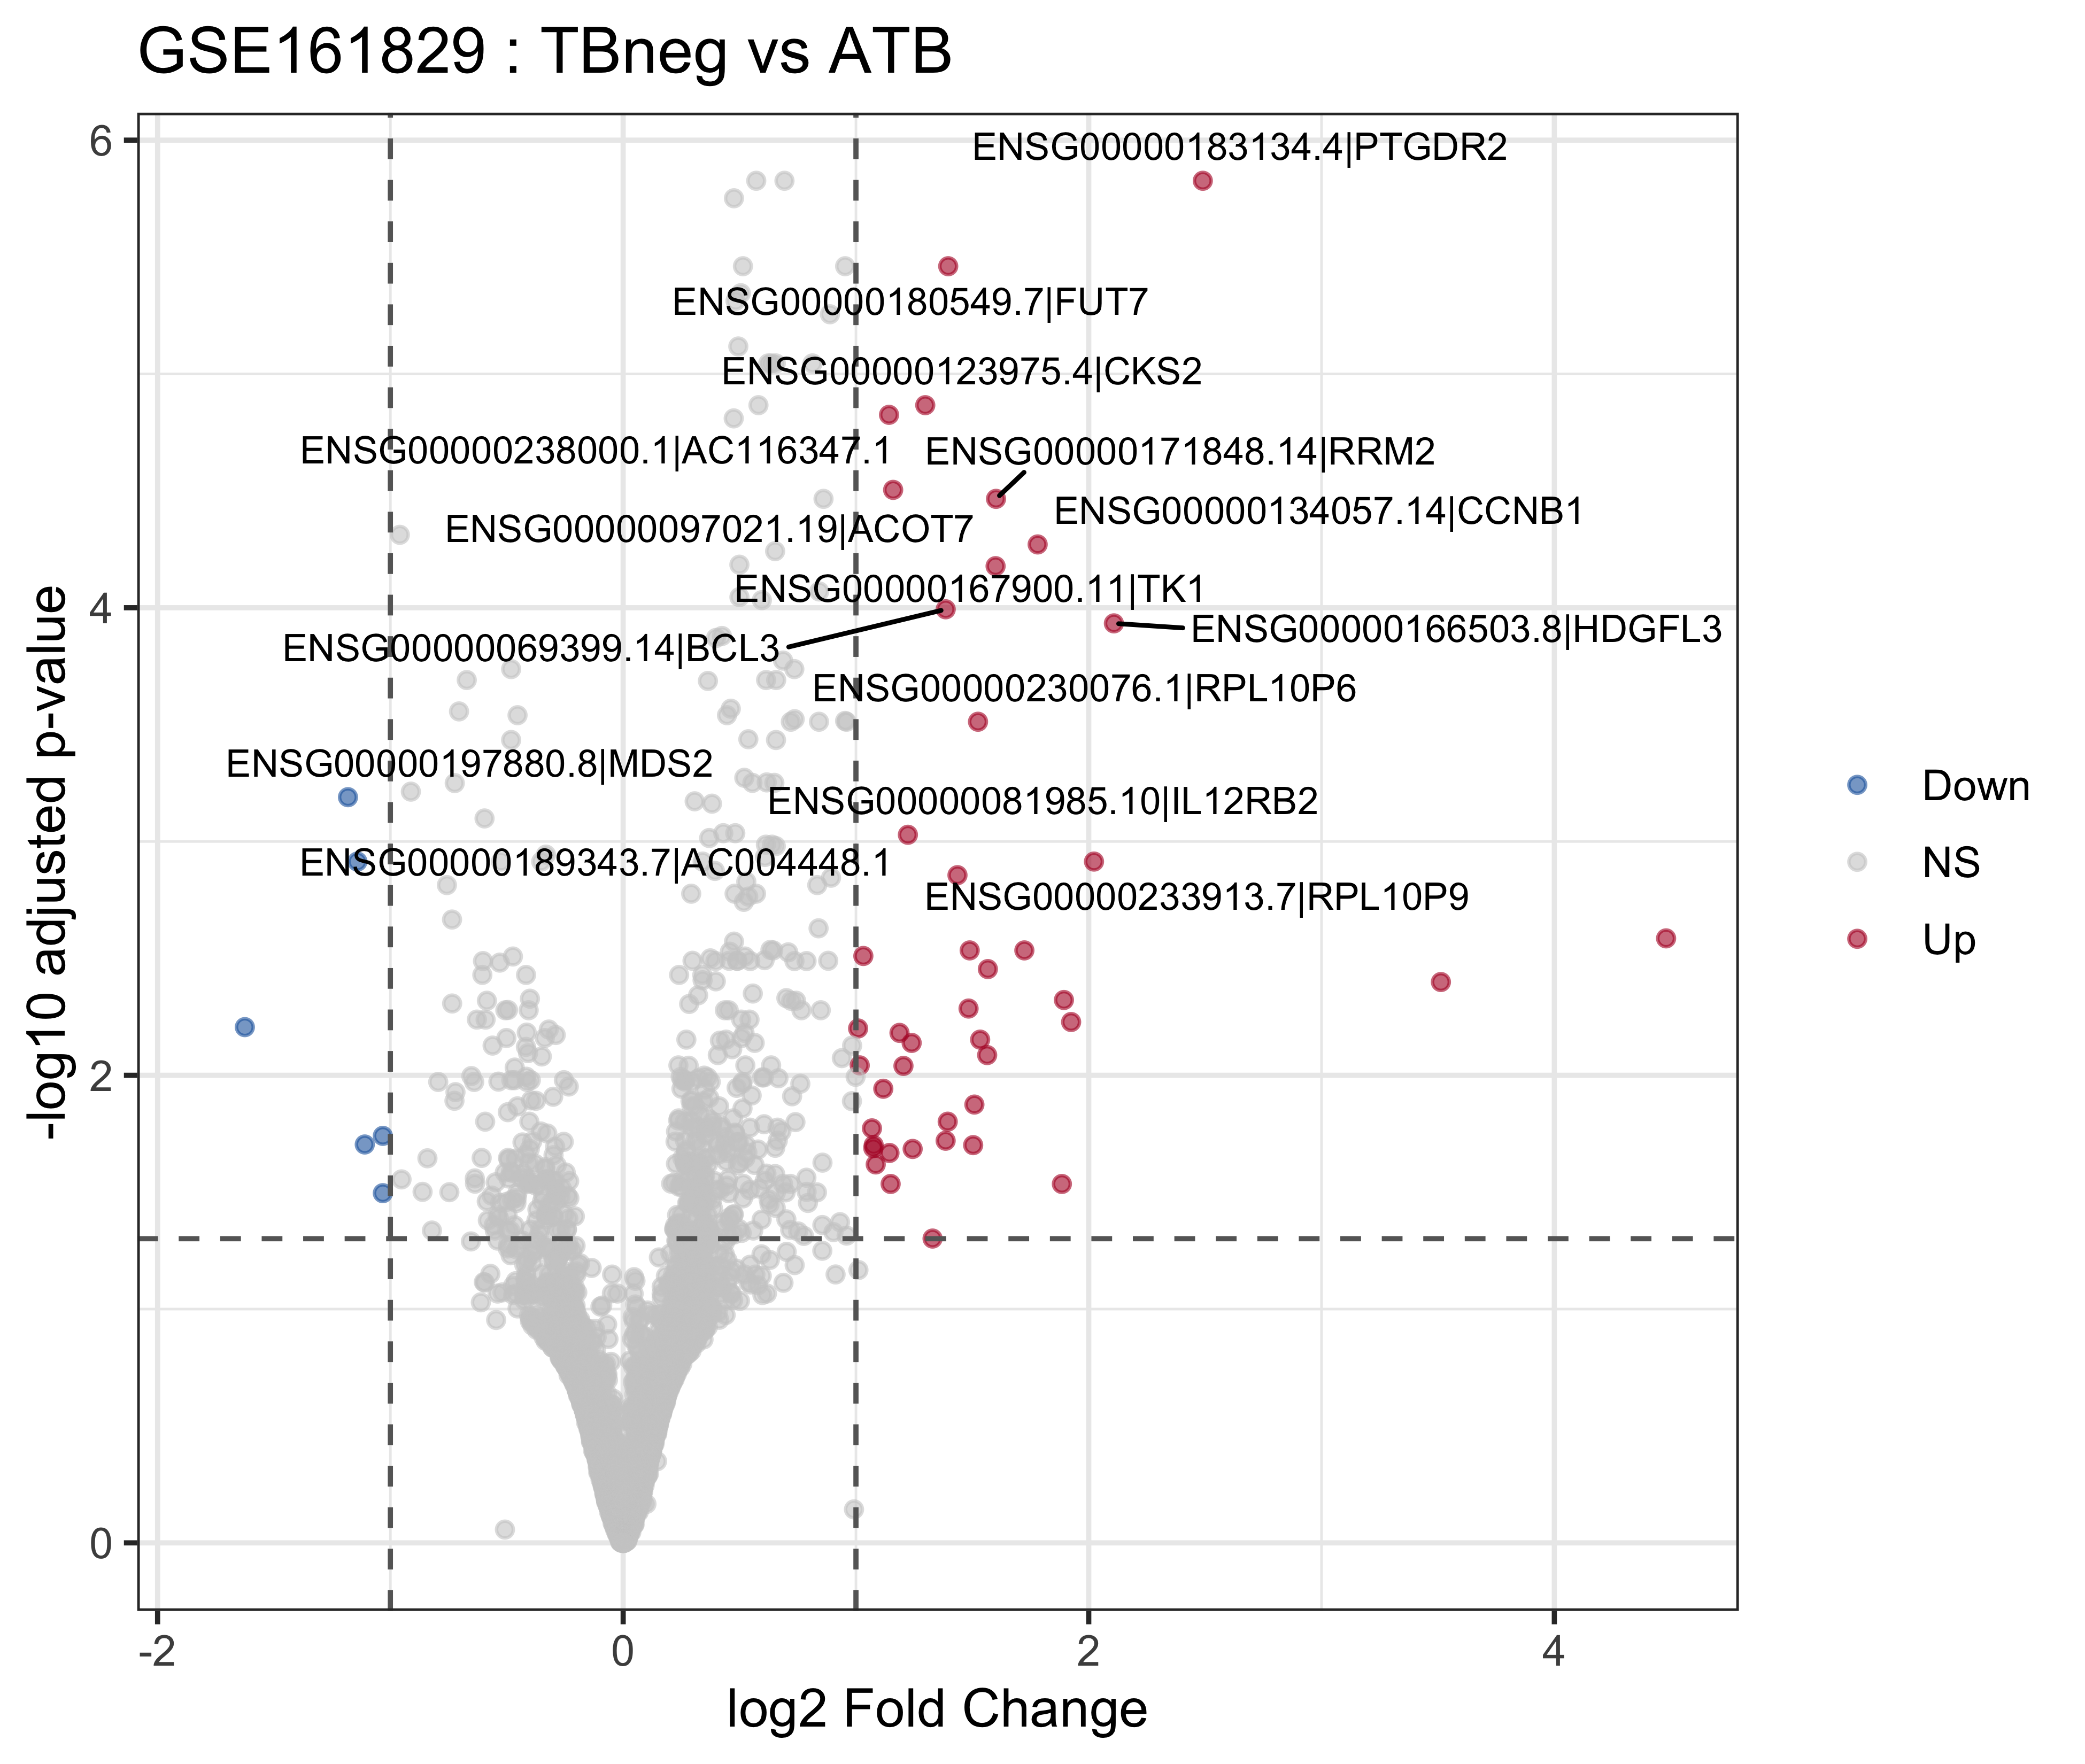 GSE161829 : TBneg vs ATB
-log10 adjusted p-value
6
4
2
0
ENSG00000183134.4|PTGDR2
ENSG00000180549.7|FUT7
ENSG00000123975.4|CKS2
ENSG00000238000.1|AC116347.1
ENSG00000171848.14|RRM2
ENSG00000134057.14|CCNB1
ENSG00000097021.19|ACOT7
ENSG00000167900.11|TK1
ENSG00000166503.8|HDGFL3
ENSG00000069399.14|BCL3
ENSG00000230076.1|RPL10P6
ENSG00000197880.8|MDS2
ENSG00000081985.10|IL12RB2
ENSG00000189343.7|AC004448.1
ENSG00000233913.7|RPL10P9
-2
0
2
4
log2 Fold Change
Down
NS
Up